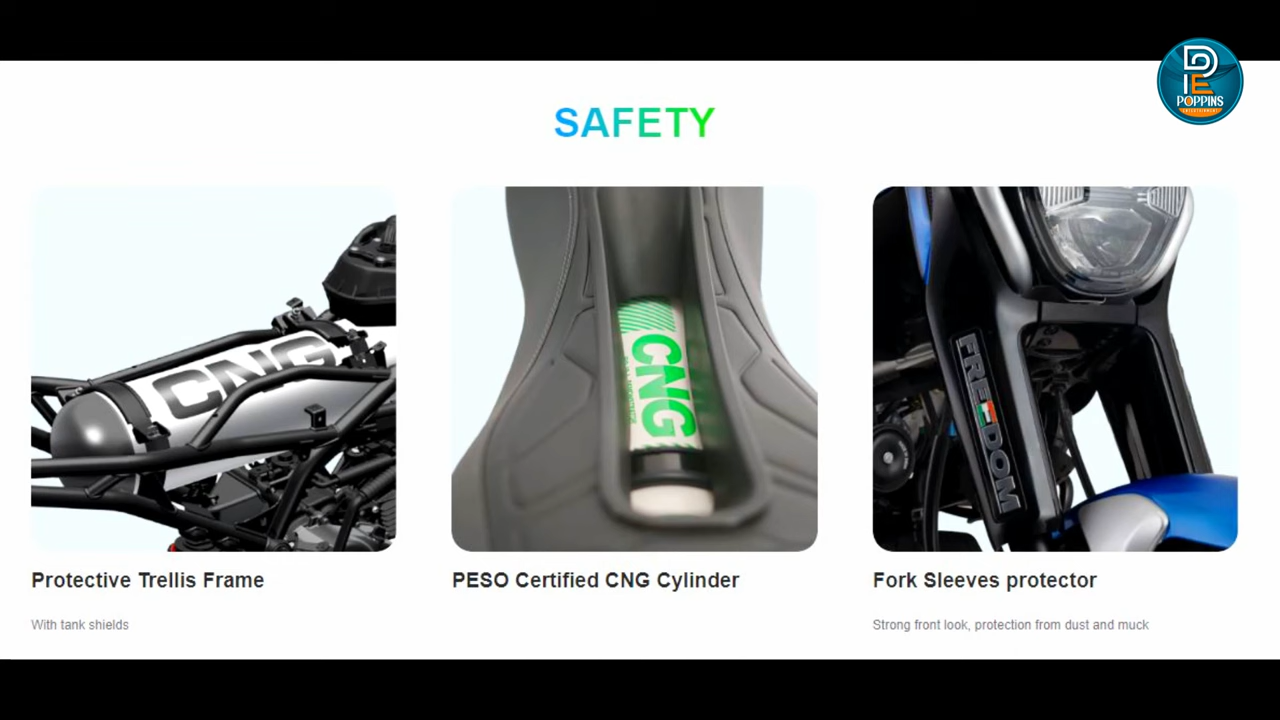 POPPINS
ENTERTAINMENT
SAFETY
CNG
CNG
FREEDOM
Protective Trellis Frame
PESO Certified CNG Cylinder
Fork Sleeves protector
With tank shields
Strong front look, protection from dust and muck